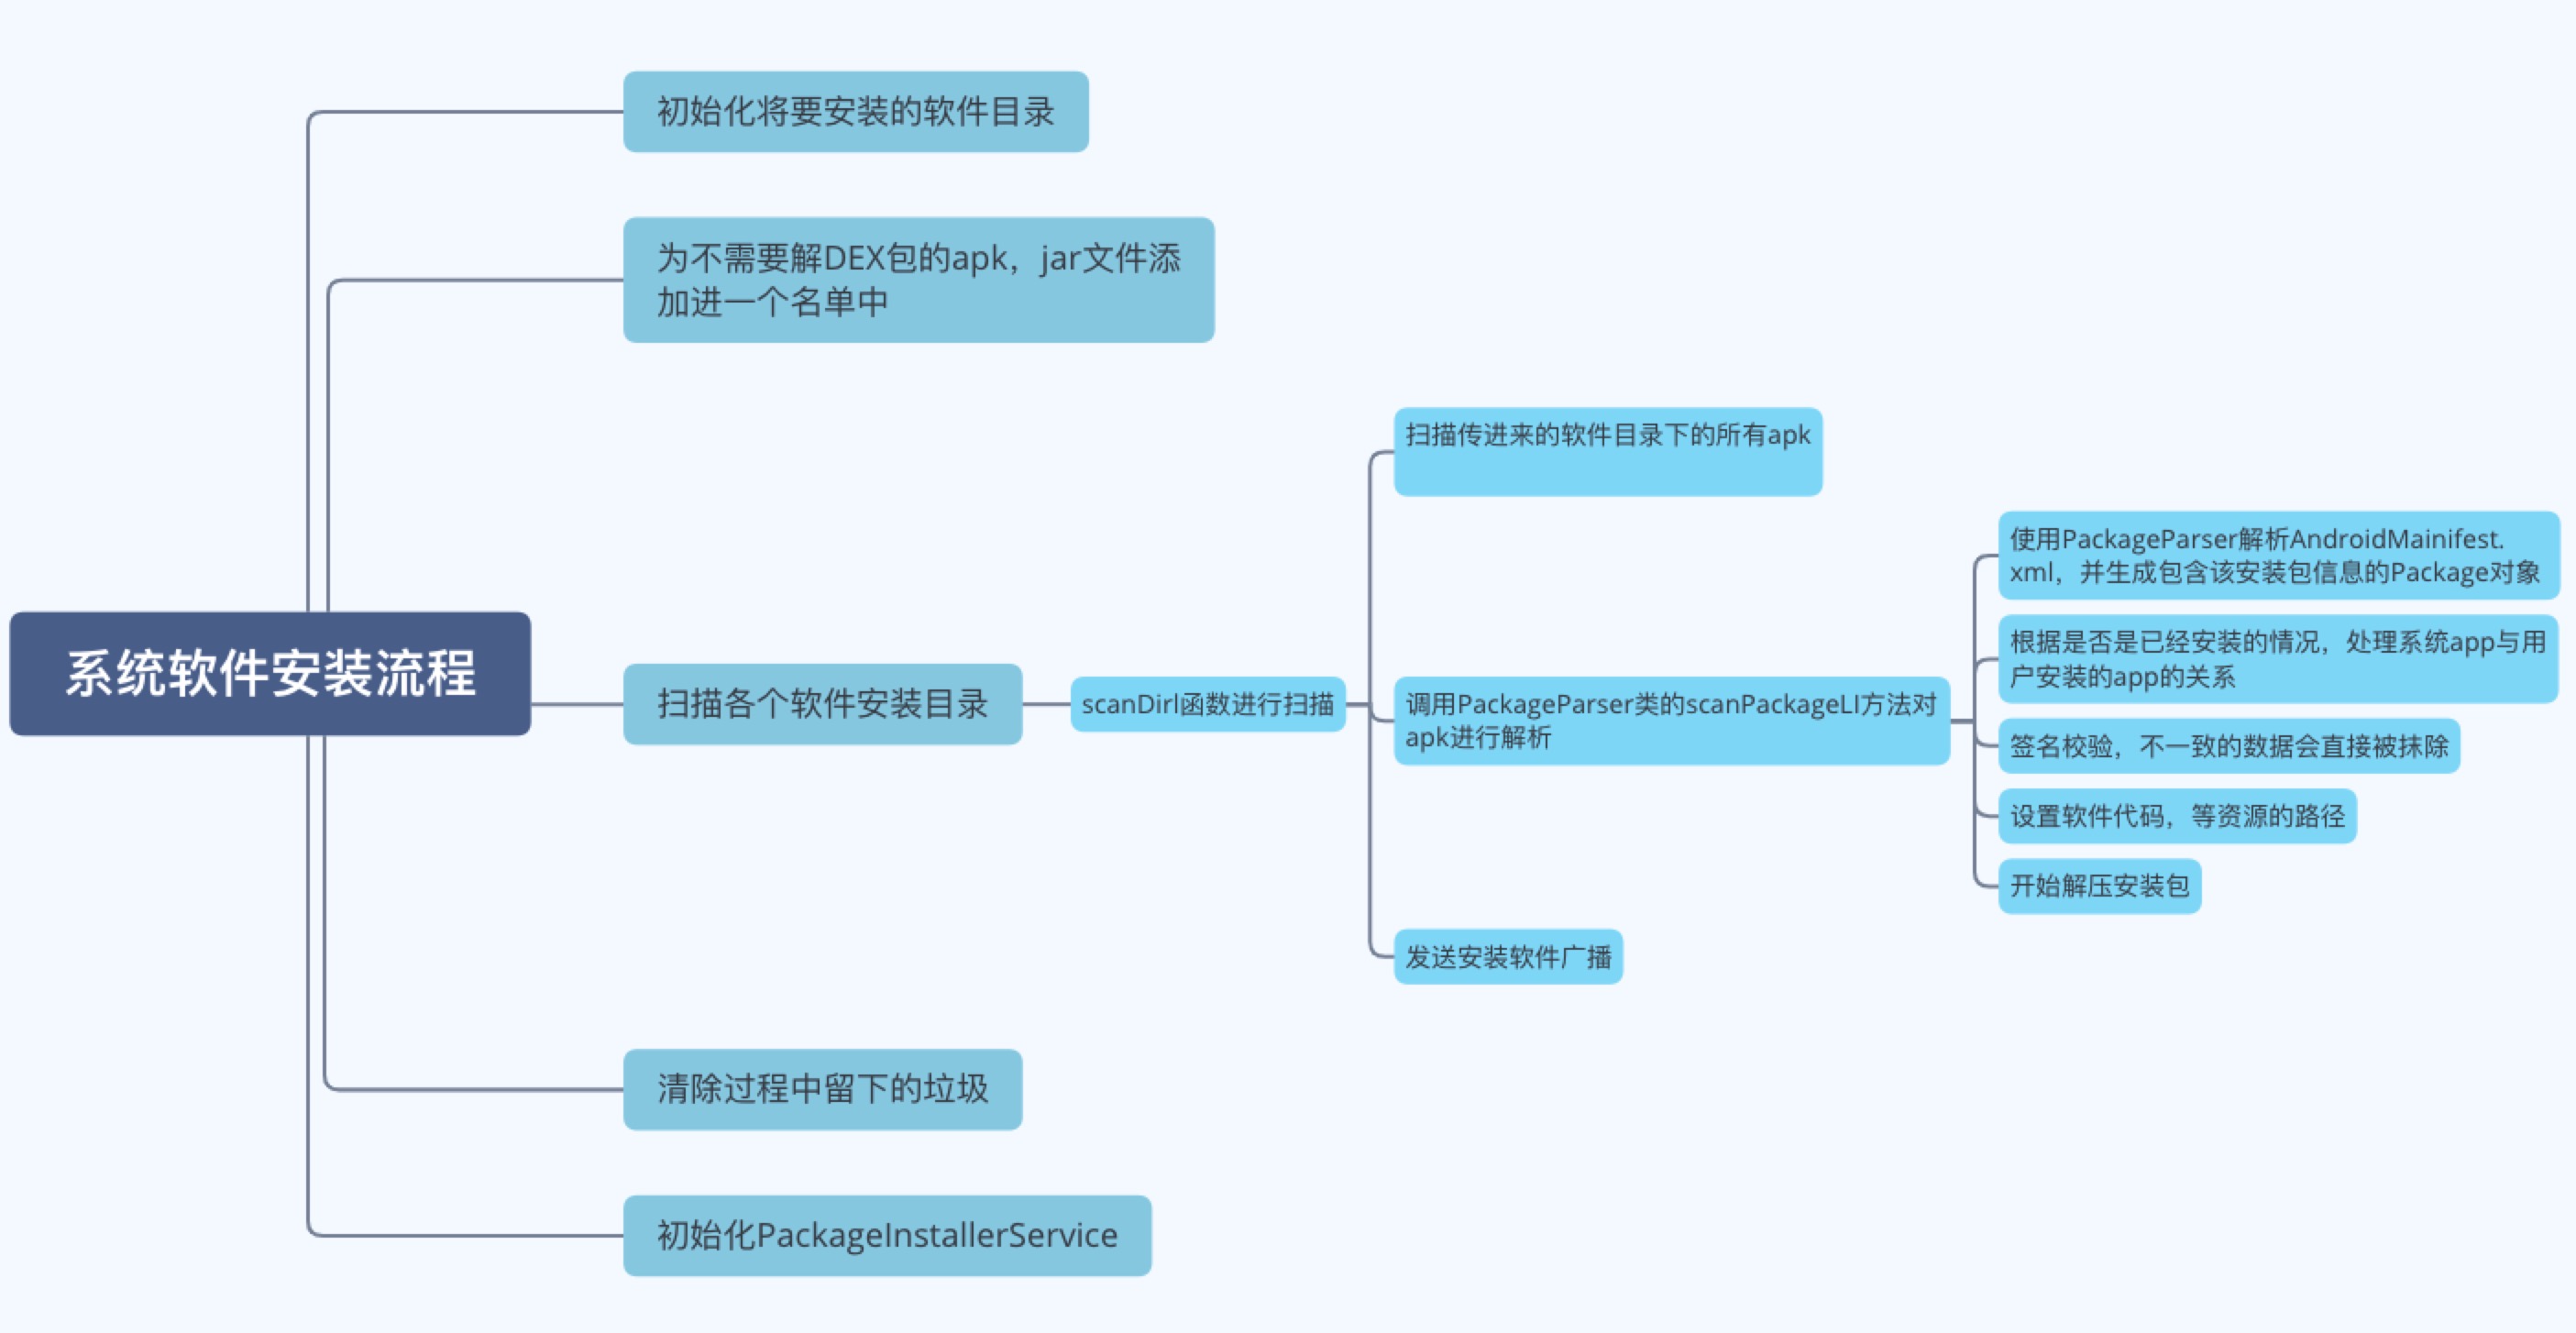 初始化将要安装的软件目录
为不需要解DEX包的apk，jar文件添
加进一个名单中
系统软件安装流程
扫描各个软件安装目录
scanDirl函数进行扫描
扫描传进来的软件目录下的所有apk
调用PackageParser类的scanPackageLI方法对
apk进行解析
使用PackageParser解析AndroidMainifest.
xml，并生成包含该安装包信息的Package对象
根据是否是已经安装的情况，处理系统app与用
户安装的app的关系
签名校验，不一致的数据会直接被抹除
设置软件代码，等资源的路径
开始解压安装包
发送安装软件广播
清除过程中留下的垃圾
初始化PackageInstallerService